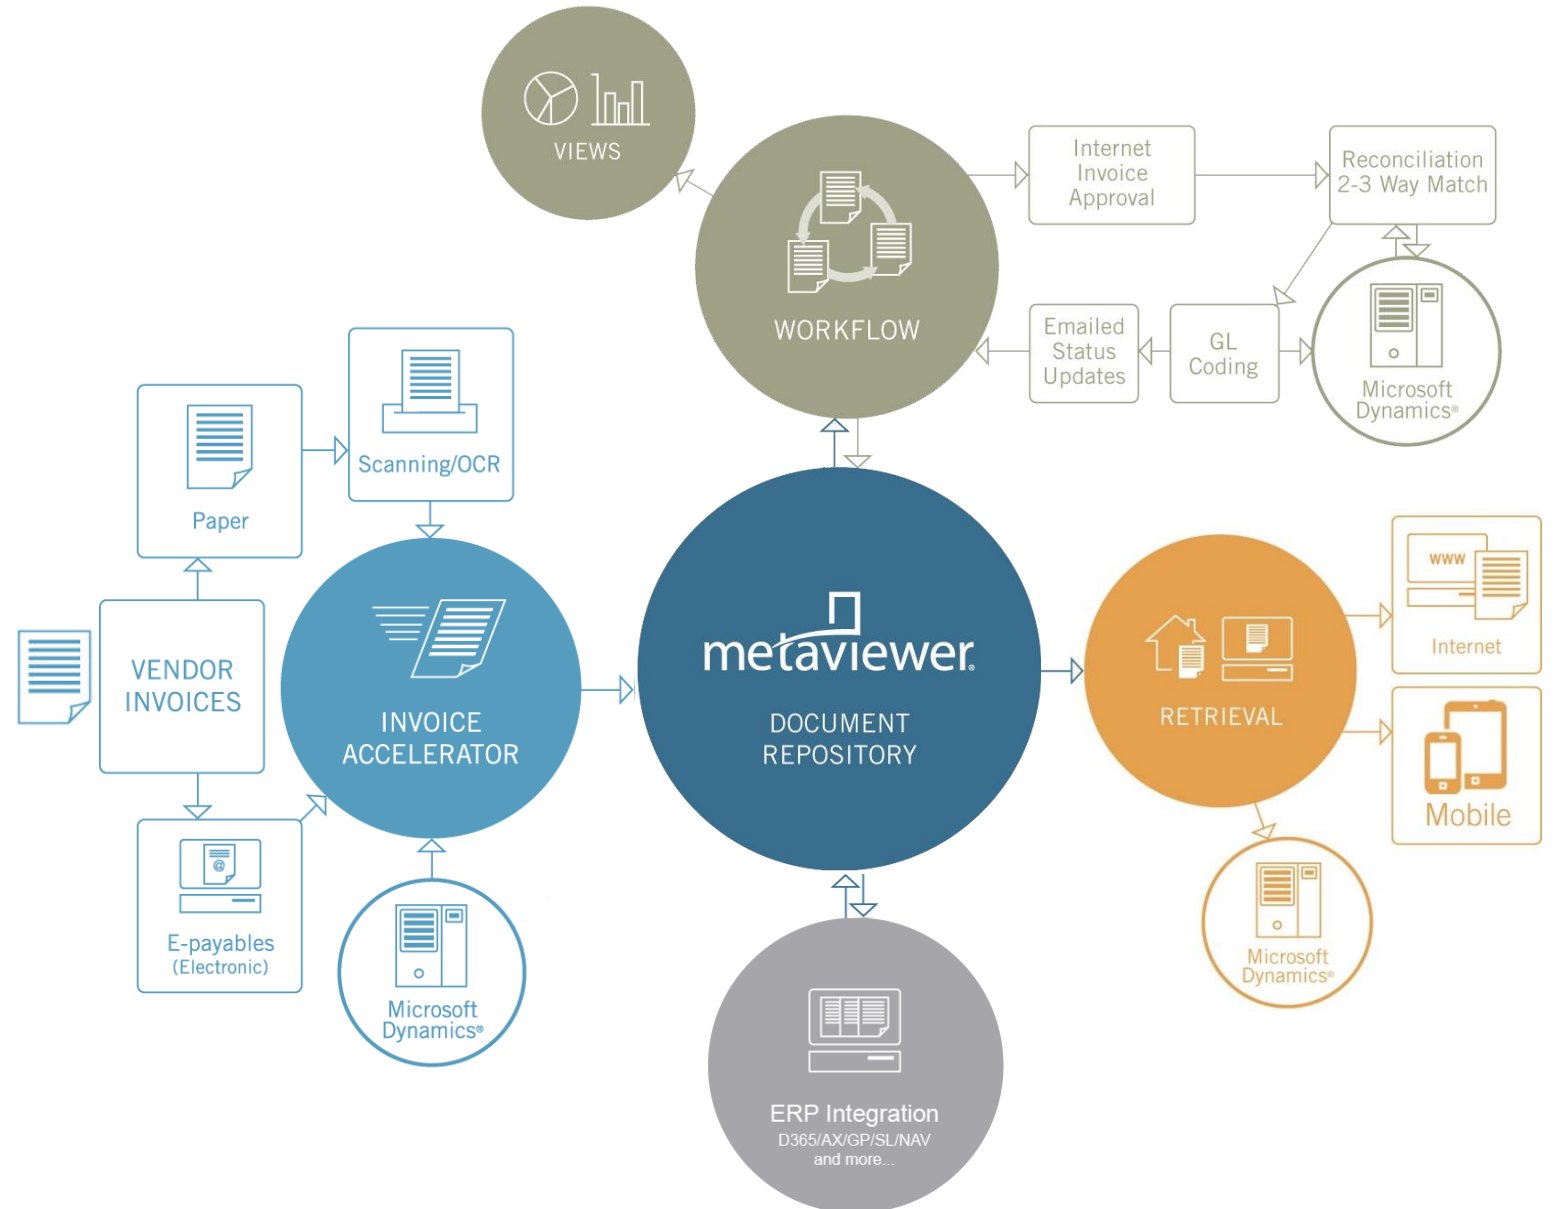 VIEWS
WORKFLOW
Internet
Invoice
Approval
Reconciliation
2-3 Way Match
Emailed
Status
Updates
GL
Coding
Microsoft
Dynamics®
Scanning/OCR
Paper
VENDOR
INVOICES
INVOICE
ACCELERATOR
@
E-payables
(Electronic)
Microsoft
Dynamics®
metaviewer®
DOCUMENT
REPOSITORY
RETRIEVAL
WWW
Internet
Mobile
Microsoft
Dynamics®
ERP Integration
D365/AX/GP/SL/NAV
and more...